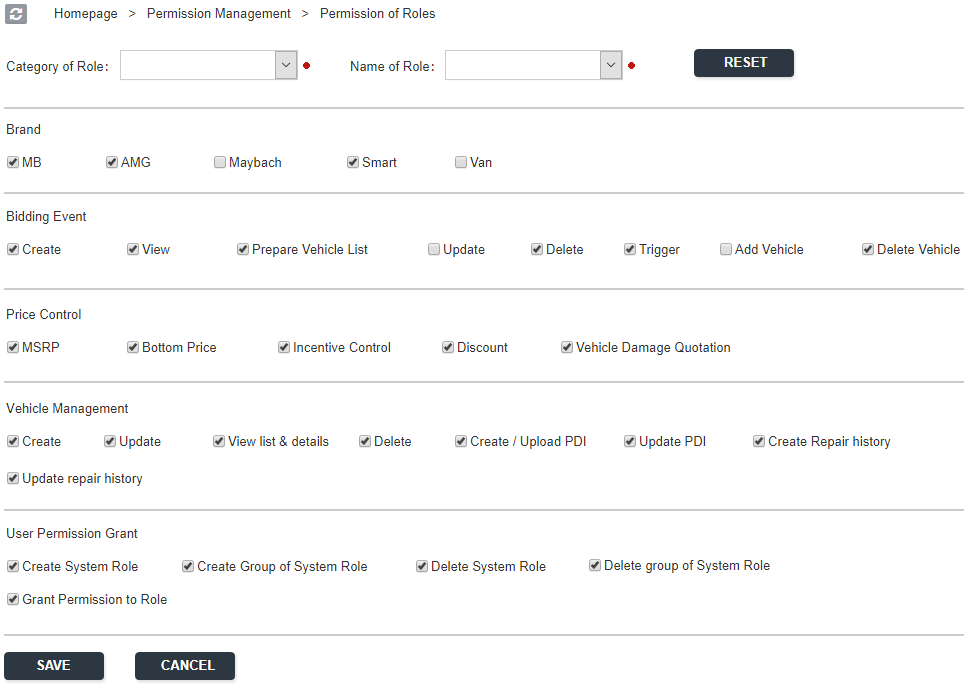 Homepage > Permission Management > Permission of Roles
Category of Role: Name of Role: RESET
Brand
MB AMG Maybach Smart Van
Bidding Event
Create View Prepare Vehicle List Update Delete Trigger Add Vehicle Delete Vehicle
Price Control
MSRP Bottom Price Incentive Control Discount Vehicle Damage Quotation
Vehicle Management
Create Update View list & details Delete Create / Upload PDI Update PDI Create Repair history
Update repair history
User Permission Grant
Create System Role Create Group of System Role Delete System Role Delete group of System Role
Grant Permission to Role
SAVE CANCEL